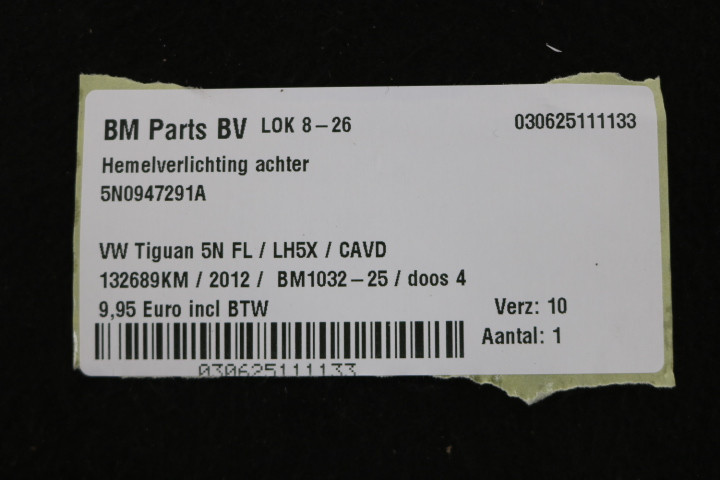 BM Parts BV LOK 8-26 030625111133
Hemelverlichting achter
5N0947291A
VW Tiguan 5N FL / LH5X / CAVD
132689KM / 2012 / BM1032-25 / doos 4
9,95 Euro incl BTW Verz: 10
Aantal: 1
030625111133